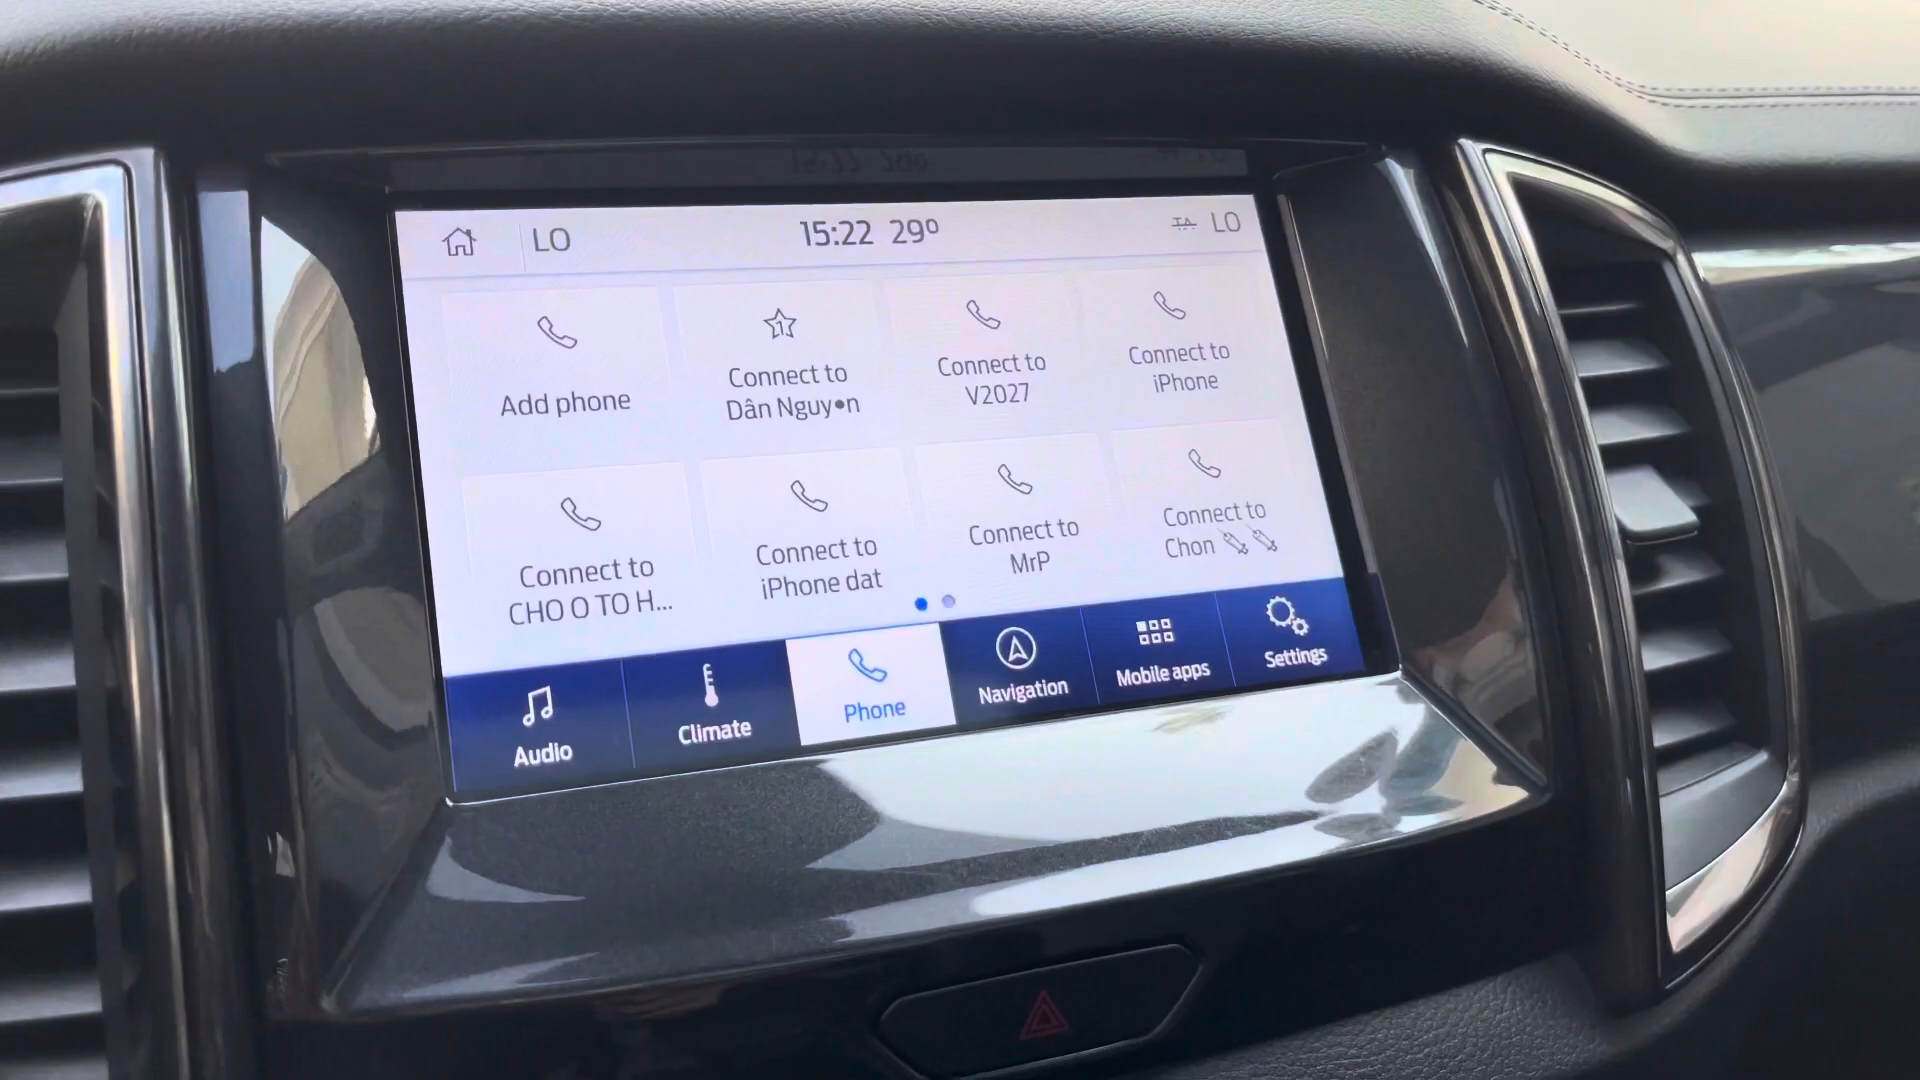 LO 15:22 29° TA LO
Add phone
Connect to
Dân Nguy•n
Connect to
V2027
Connect to
iPhone
Connect to
CHO O TO H...
Connect to
iPhone dat
Connect to
MrP
Connect to
Chon
Audio
Climate
Phone
Navigation
Mobile apps
Settings